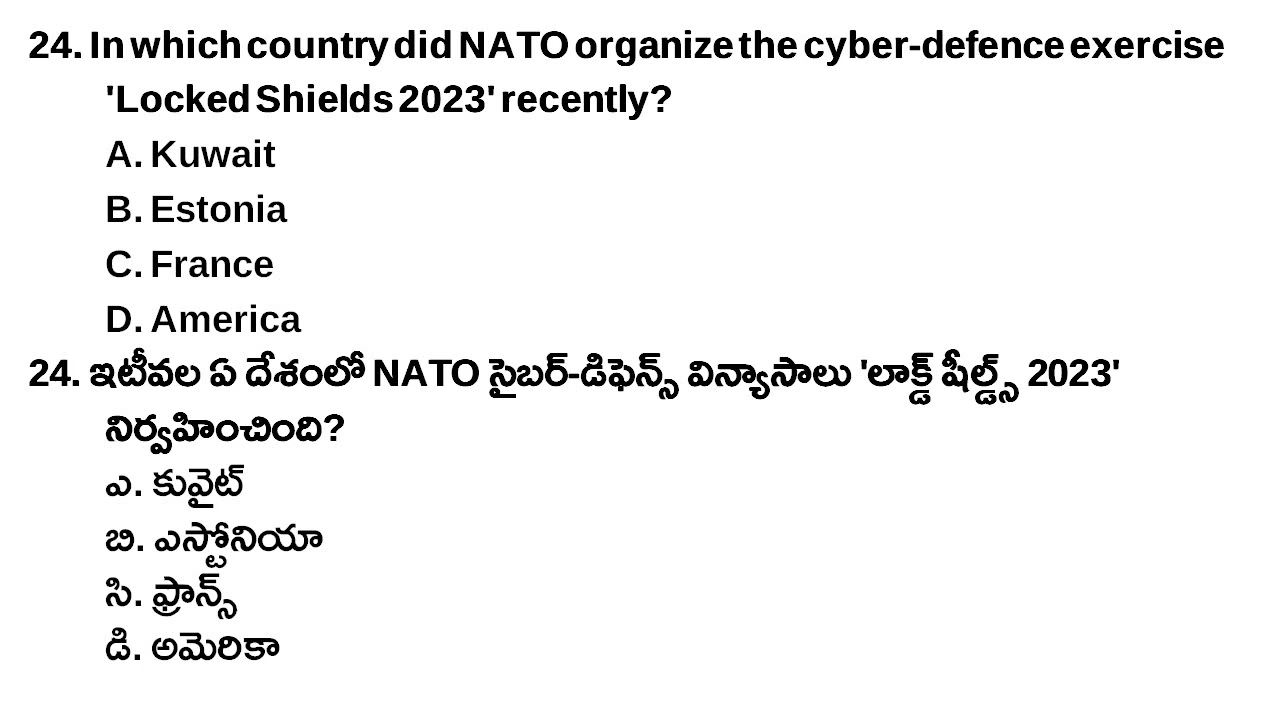 24. In which country did NATO organize the cyber-defence exercise
'Locked Shields 2023' recently?
A. Kuwait
B. Estonia
C. France
D. America
24. ఇటీవల ఏ దేశంలో NATO సైబర్-డిఫెన్స్ విన్యాసాలు 'లాక్డ్ షీల్డ్స్ 2023'
నిర్వహించింది?
ఎ. కువైట్
బి. ఎస్టోనియా
సి. ఫ్రాన్స్
డి. అమెరికా